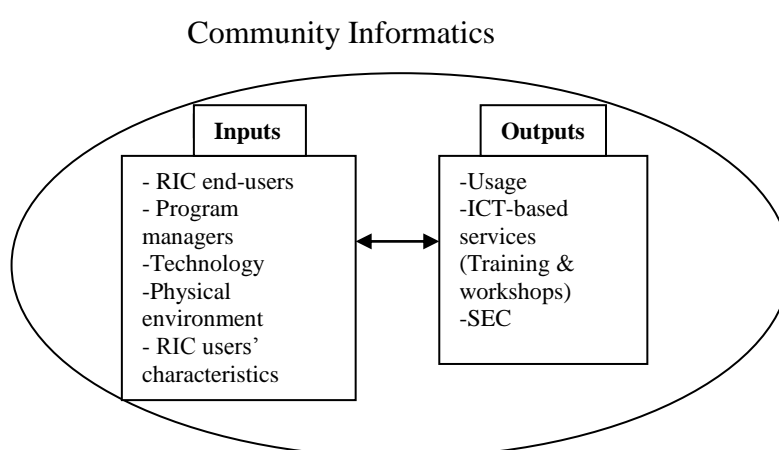 Community Informatics
Inputs
- RIC end-users
- Program
managers
-Technology
-Physical
environment
- RIC users’
characteristics
Outputs
-Usage
-ICT-based
services
(Training &
workshops)
-SEC